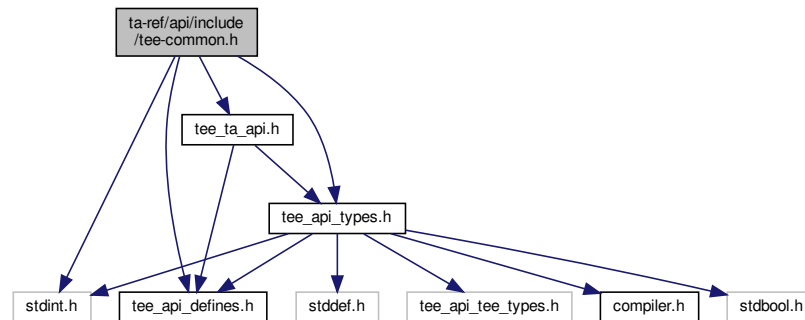 ta-ref/api/include
/tee-common.h
tee_ta_api.h
tee_api_types.h
stdint.h
tee_api_defines.h
stddef.h
tee_api_tee_types.h
compiler.h
stdbool.h